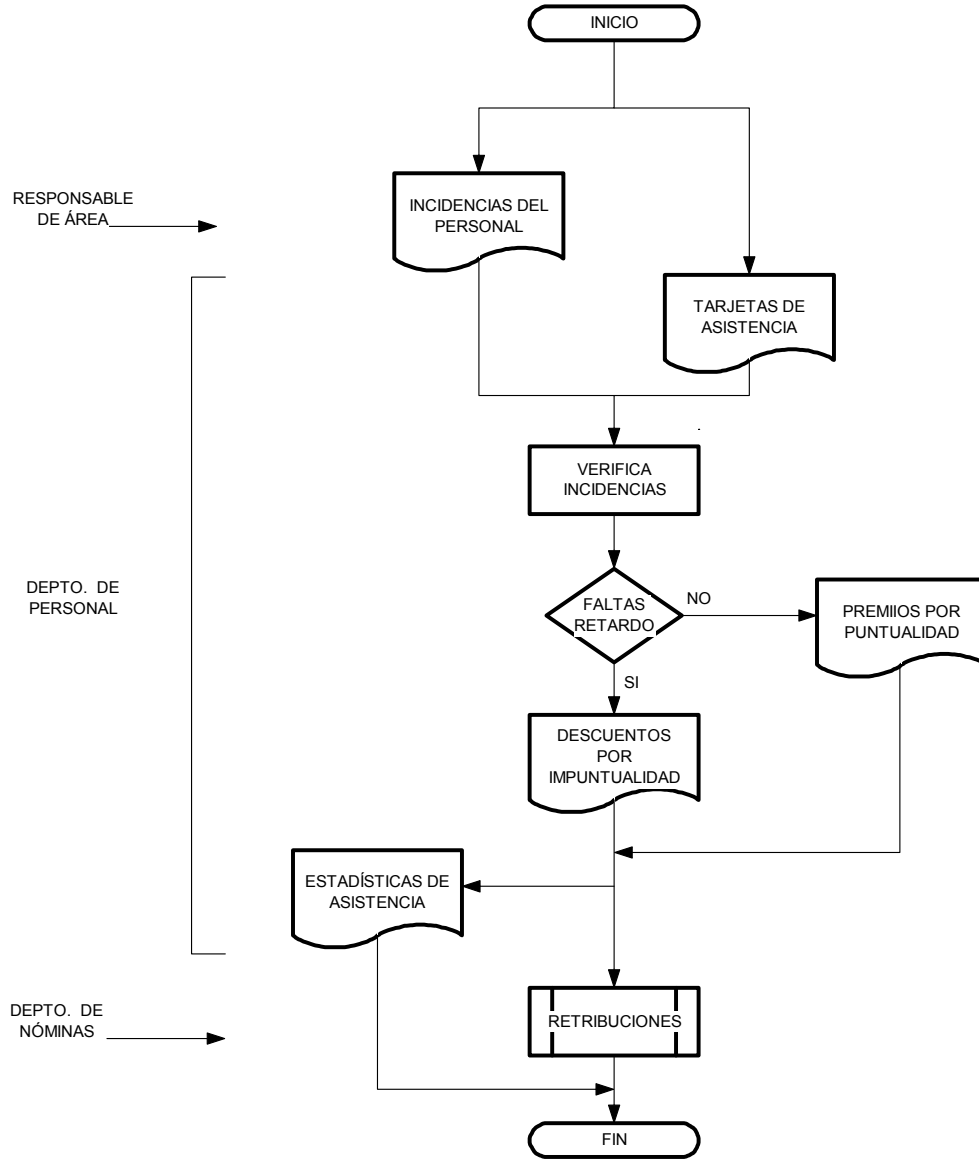 INICIO
INCIDENCIAS DEL
PERSONAL
RESPONSABLE
DE ÁREA
TARJETAS DE
ASISTENCIA
VERIFICA
INCIDENCIAS
DEPTO. DE
PERSONAL
FALTAS
RETARDO
NO
PREMIIOS POR
PUNTUALIDAD
SI
DESCUENTOS
POR
IMPUNTUALIDAD
ESTADÍSTICAS DE
ASISTENCIA
DEPTO. DE
NÓMINAS
RETRIBUCIONES
FIN